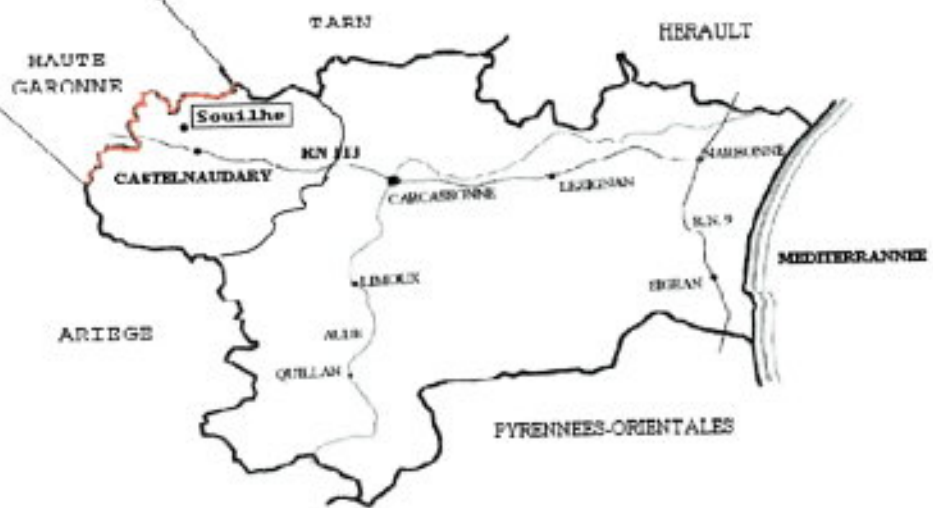 TARN
HERAULT
HAUTE
GARONNE
Souilhe
RN 113
NARBONNE
CASTELNAUDARY
CARCASSONNE
LEZIGNAN
R.N. 9
MEDITERRANNEE
LIMOUX
SIGEAN
ARIEGE
AUDE
QUILLAN
PYRENNEES-ORIENTALES